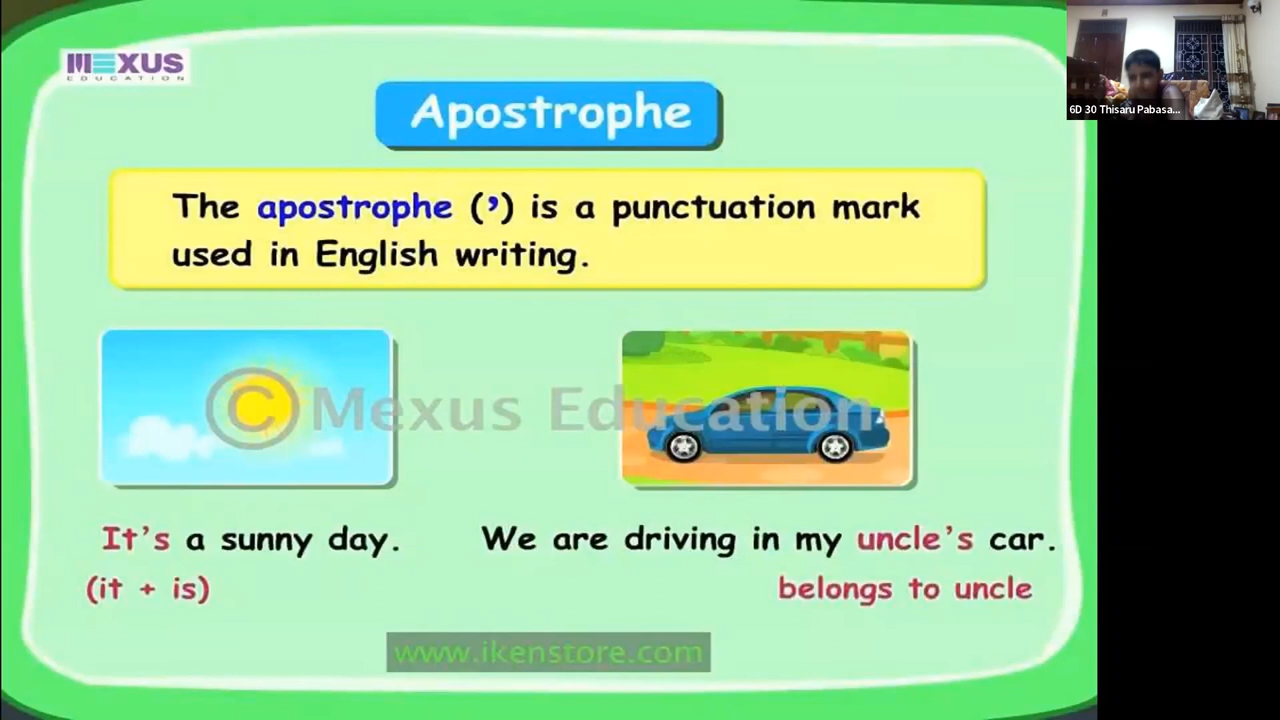 MEXUS
EDUCATION
Apostrophe
The apostrophe (’) is a punctuation mark
used in English writing.
© Mexus Education
It’s a sunny day.
(it + is)
We are driving in my uncle’s car.
belongs to uncle
www.ikenstore.com
6D 30 Thisaru Pabasa...